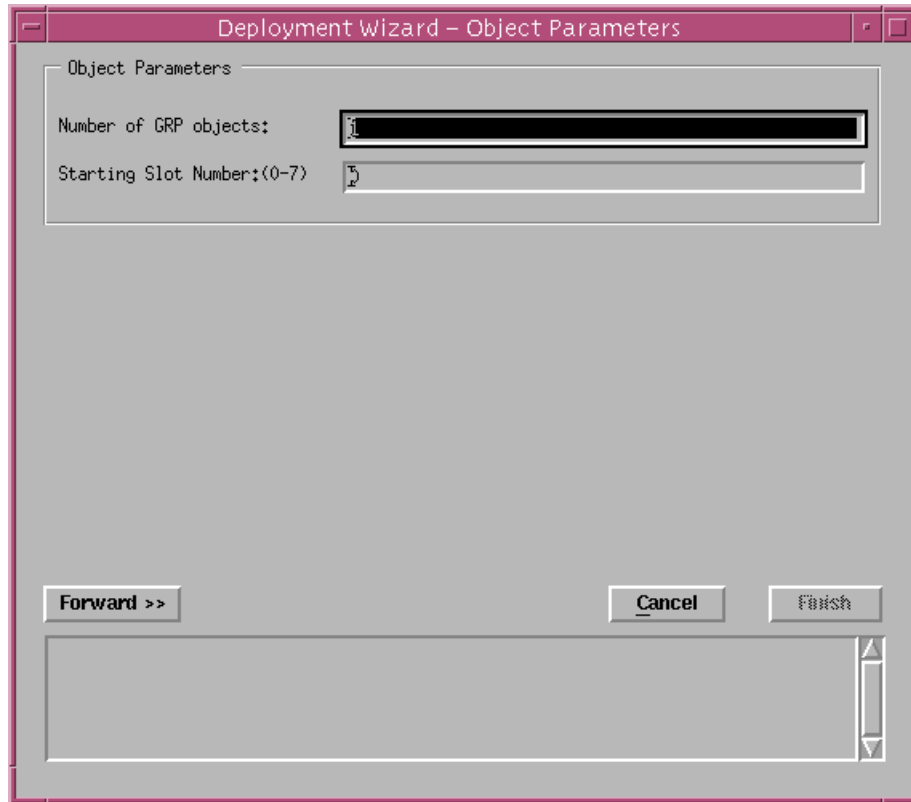 Deployment Wizard – Object Parameters
Object Parameters
Number of GRP objects:
1
Starting Slot Number:(0-7)
Forward >>
Cancel
Finish